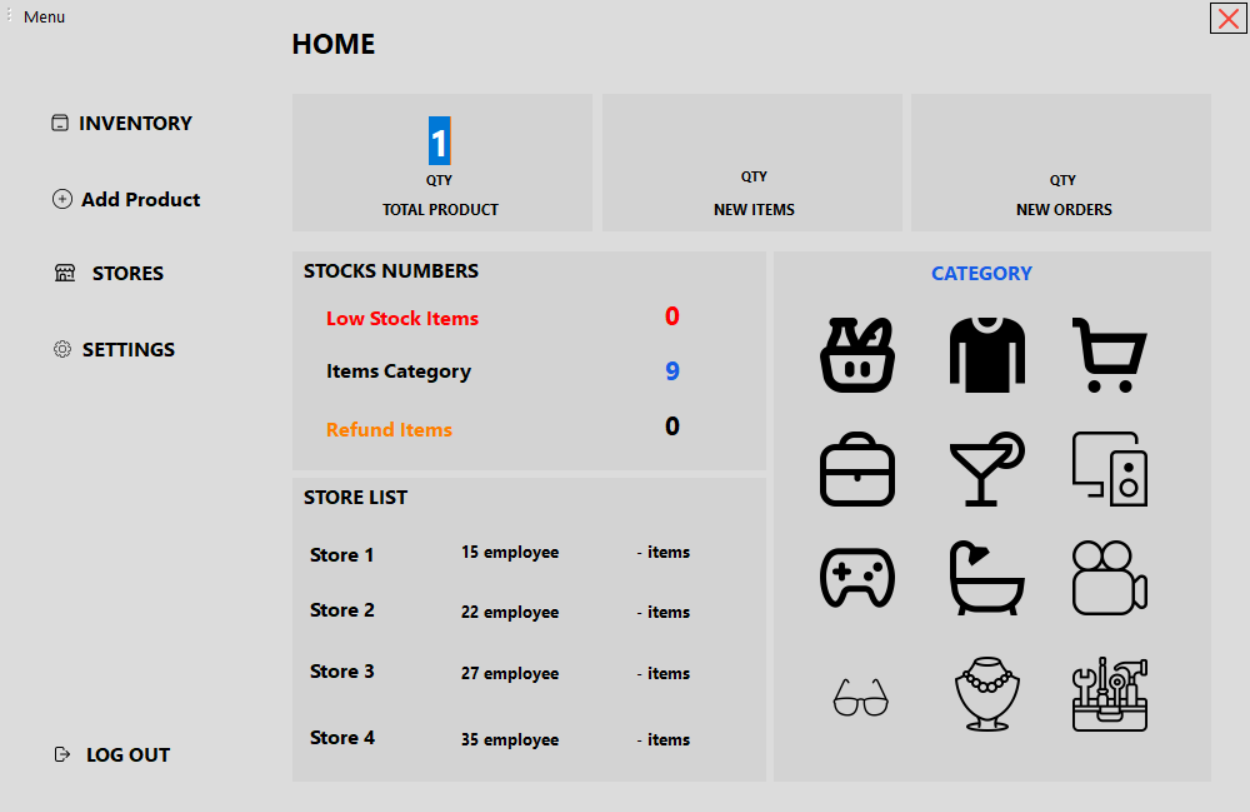 Menu
HOME
INVENTORY
Add Product
STORES
SETTINGS
LOG OUT
1
QTY
TOTAL PRODUCT
QTY
NEW ITEMS
QTY
NEW ORDERS
STOCKS NUMBERS
Low Stock Items 0
Items Category 9
Refund Items 0
STORE LIST
Store 1 15 employee - items
Store 2 22 employee - items
Store 3 27 employee - items
Store 4 35 employee - items
CATEGORY